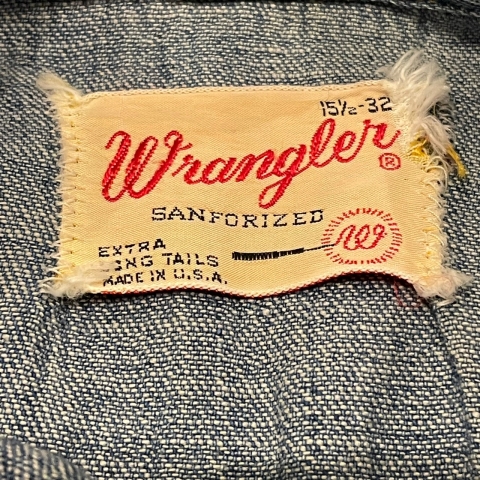 15½-32
Wrangler®
SANFORIZED
EXTRA
LONG TAILS
MADE IN U.S.A.
W